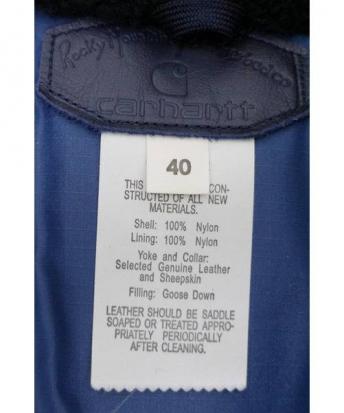 Rocky
carhartt
40
THIS CON-
STRUCTED OF ALL NEW
MATERIALS.
Shell: 100% Nylon
Lining: 100% Nylon
Yoke and Collar:
Selected Genuine Leather
and Sheepskin
Filling: Goose Down
LEATHER SHOULD BE SADDLE
SOAPED OR TREATED APPRO-
PRIATELY PERIODICALLY
AFTER CLEANING.